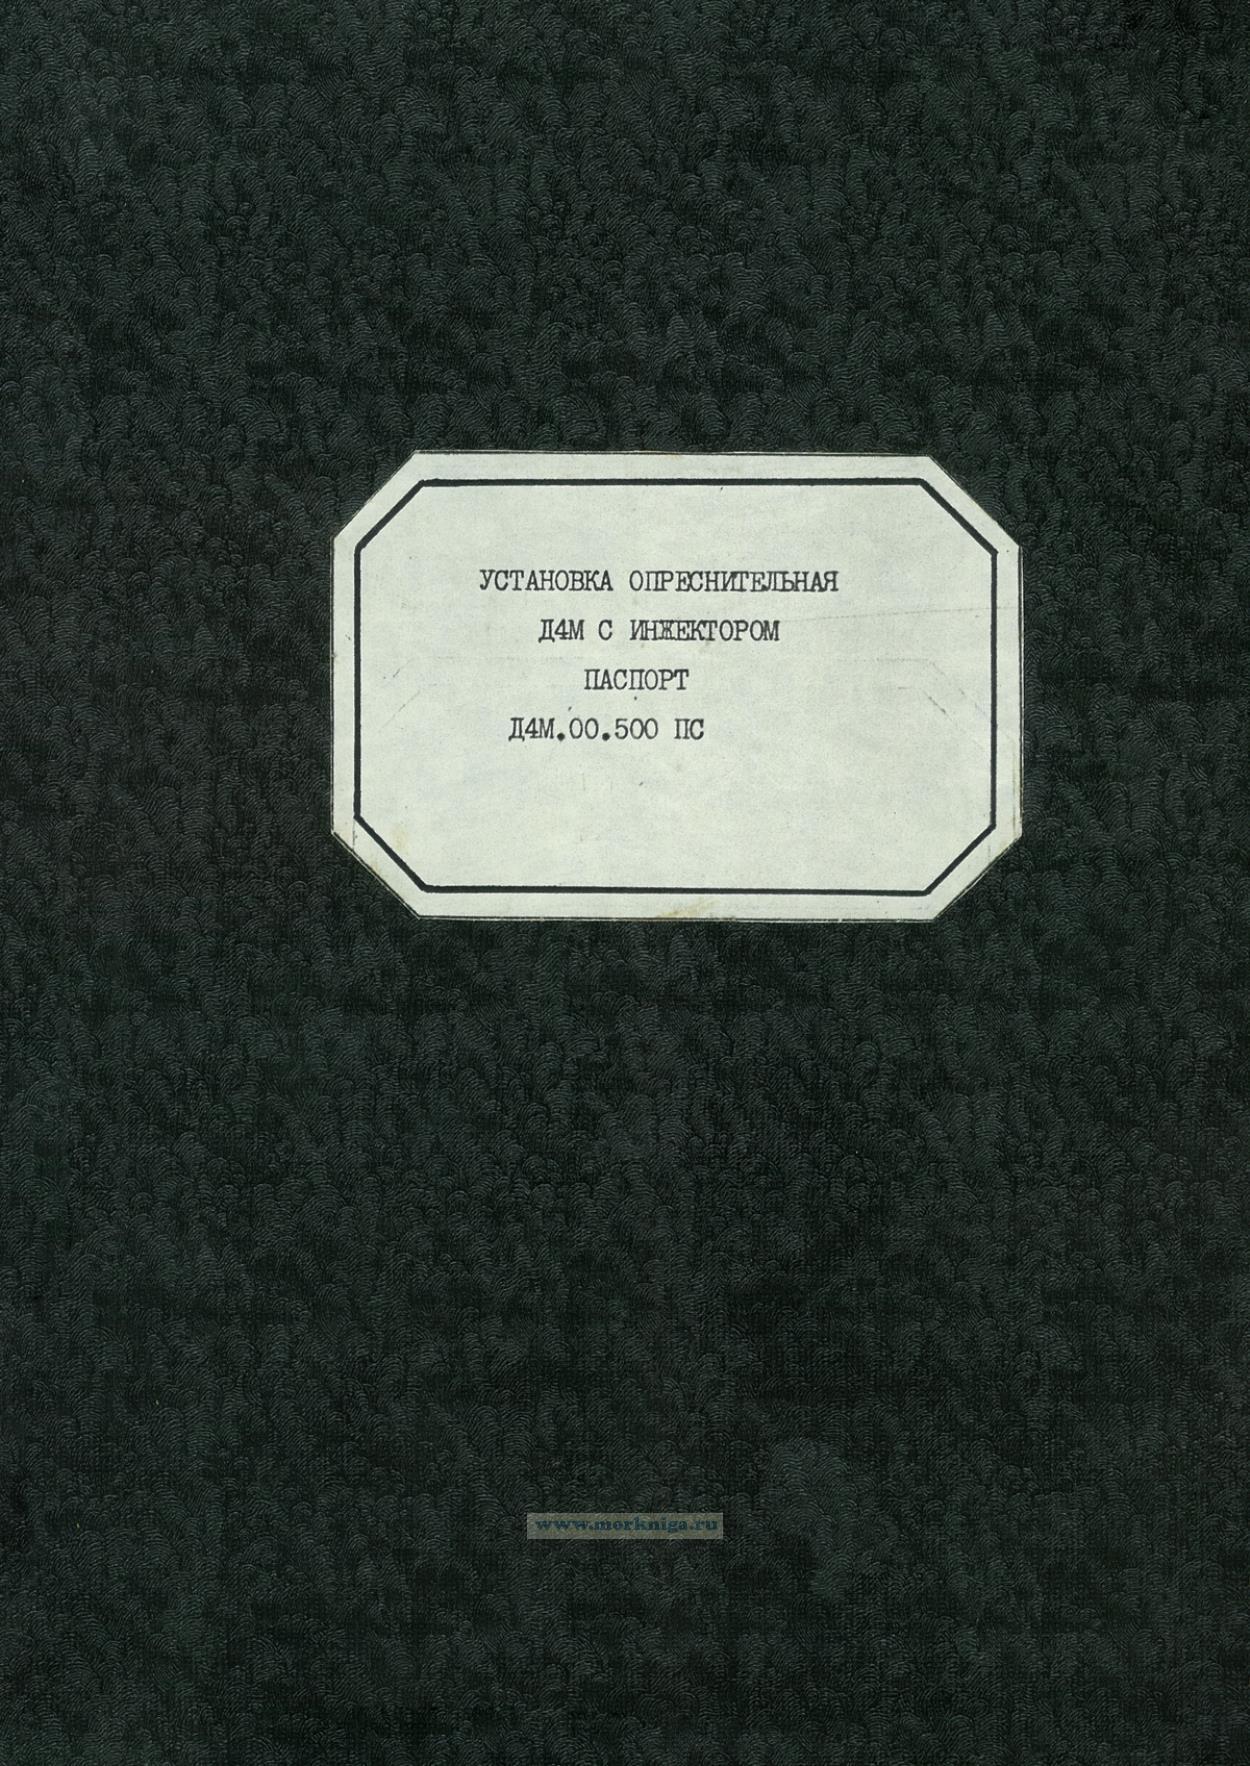 УСТАНОВКА ОПРЕСНИТЕЛЬНАЯ
Д4М С ИНЖЕКТОРОМ
ПАСПОРТ
Д4М.00.500 ПС
www.morkniga.ru